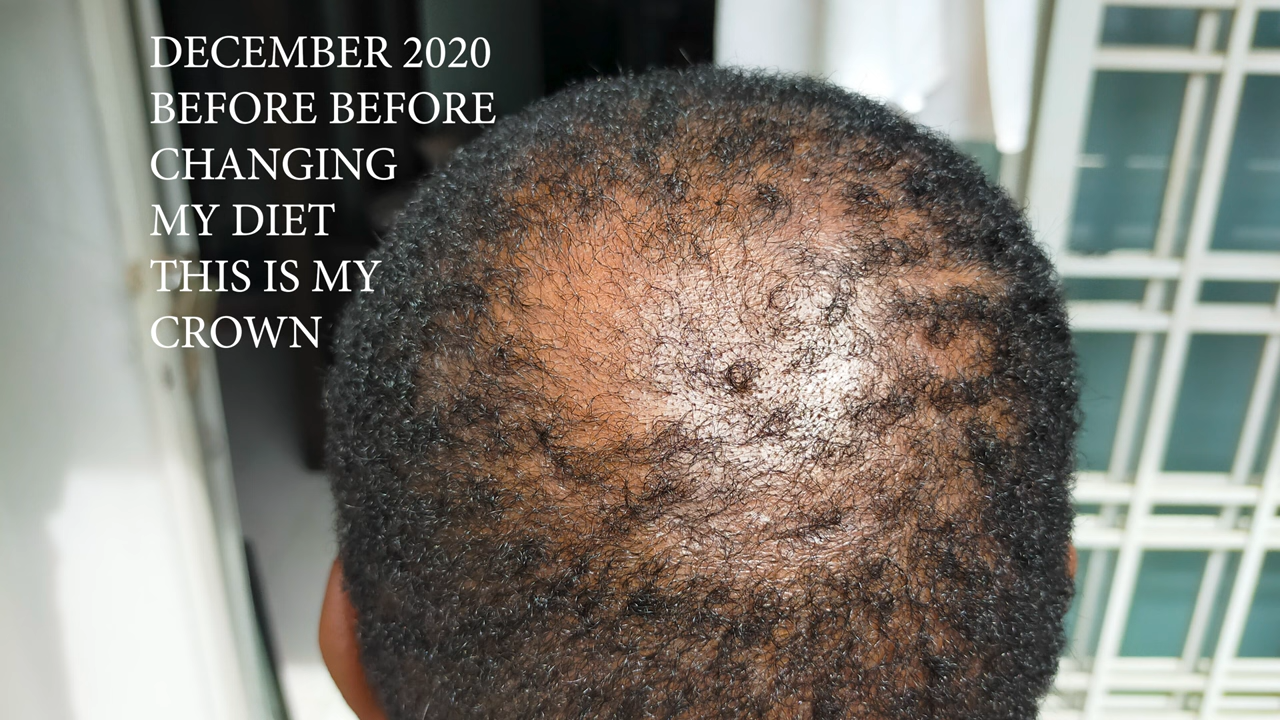 DECEMBER 2020
BEFORE BEFORE
CHANGING
MY DIET
THIS IS MY
CROWN